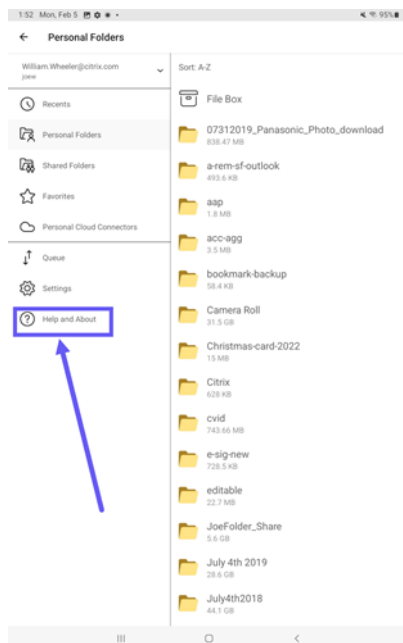 1:52 Mon, Feb 5
95%
Personal Folders
William.Wheeler@citrix.com
joew
Recents
Personal Folders
Shared Folders
Favorites
Personal Cloud Connectors
Queue
Settings
Help and About
Sort: A-Z
File Box
07312019_Panasonic_Photo_download
838.47 MB
a-rem-sf-outlook
493.6 KB
aap
1.8 MB
acc-agg
3.5 MB
bookmark-backup
58.4 KB
Camera Roll
31.5 GB
Christmas-card-2022
15 MB
Citrix
628 KB
cvid
743.66 MB
e-sig-new
728.5 KB
editable
22.7 MB
JoeFolder_Share
5.6 GB
July 4th 2019
28.6 GB
July4th2018
44.1 GB